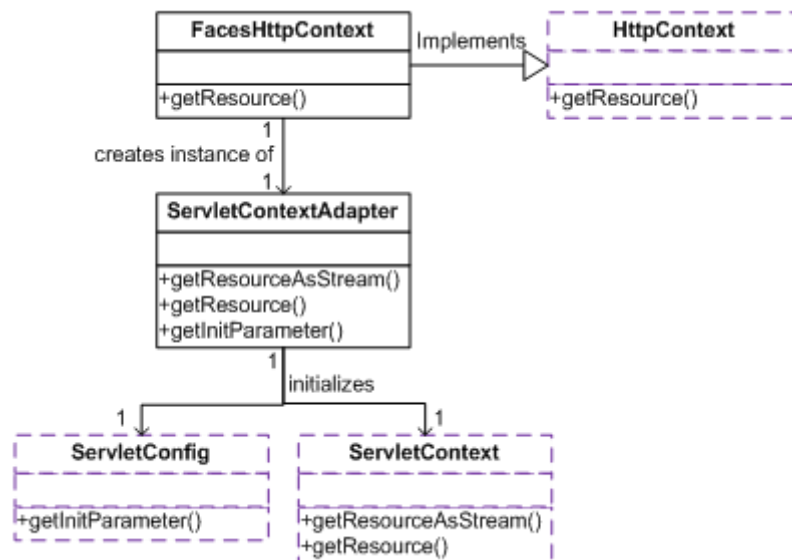 FacesHttpContext
Implements
HttpContext
+getResource()
+getResource()
1
creates instance of
1
ServletContextAdapter
+getResourceAsStream()
+getResource()
+getInitParameter()
1
initializes
1
1
ServletConfig
ServletContext
+getInitParameter()
+getResourceAsStream()
+getResource()